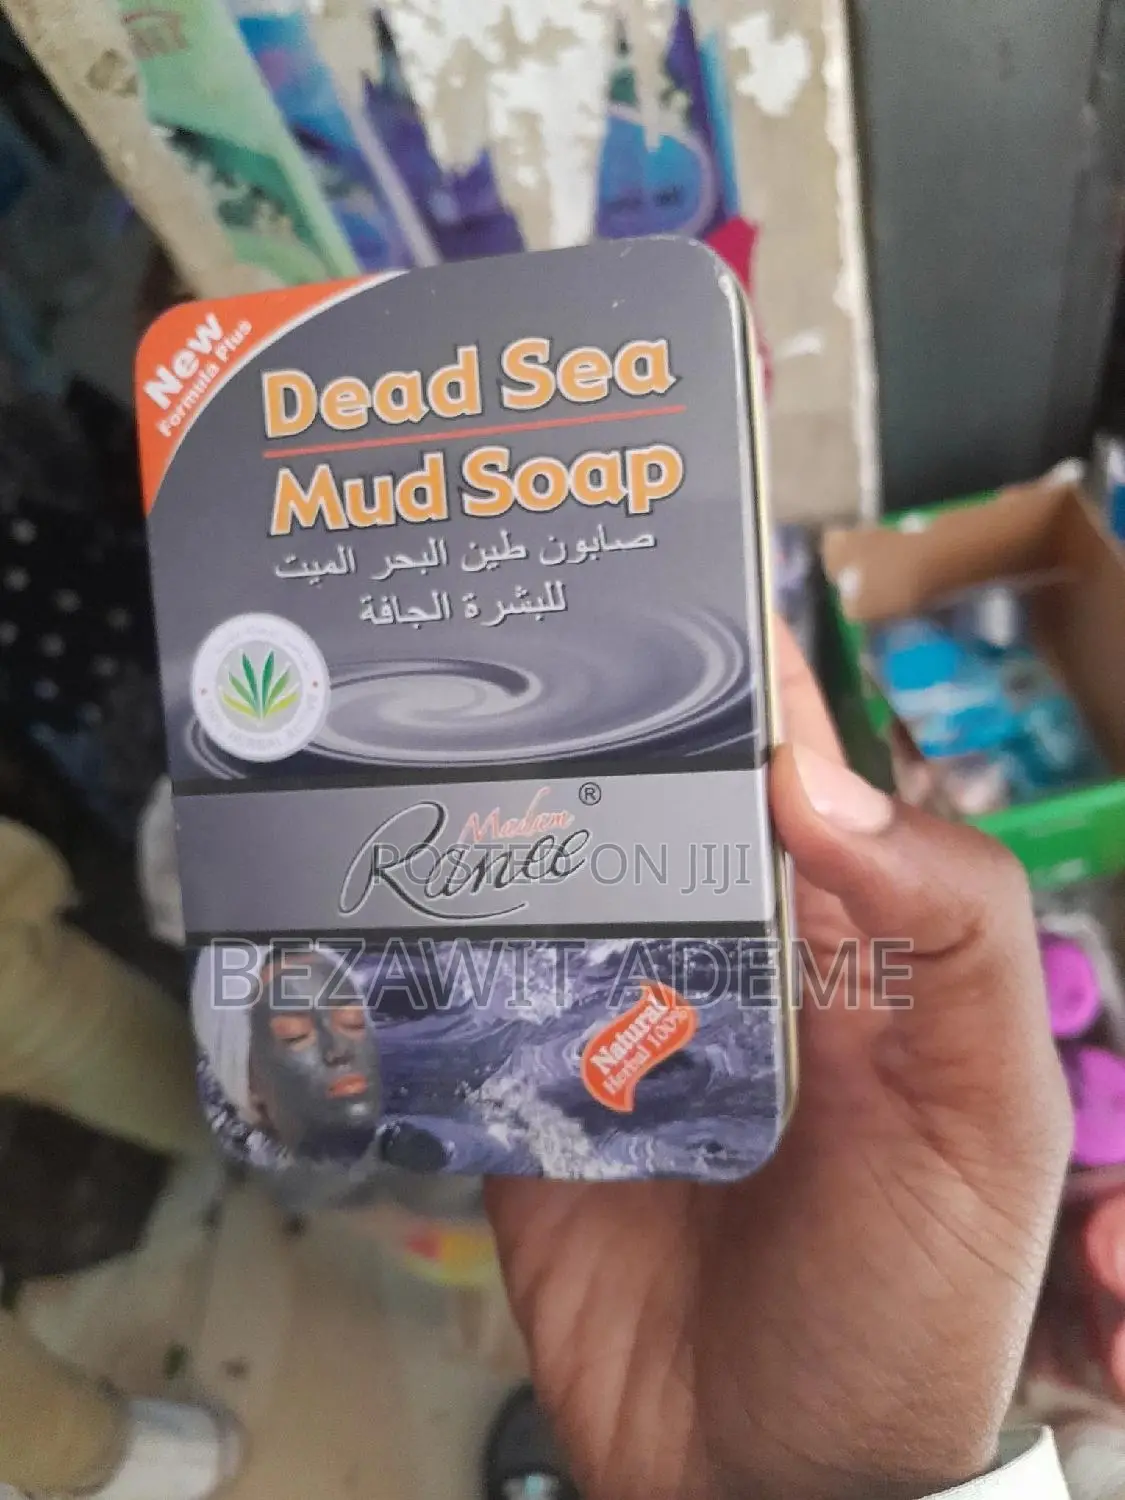 New
Formula Plus
Dead Sea
Mud Soap
صابون طين البحر الميت
للبشرة الجافة
Madam ®
Ranee
POSTED ON JIJI
BEZAWIT ADEME
Natural
Herbal 100%